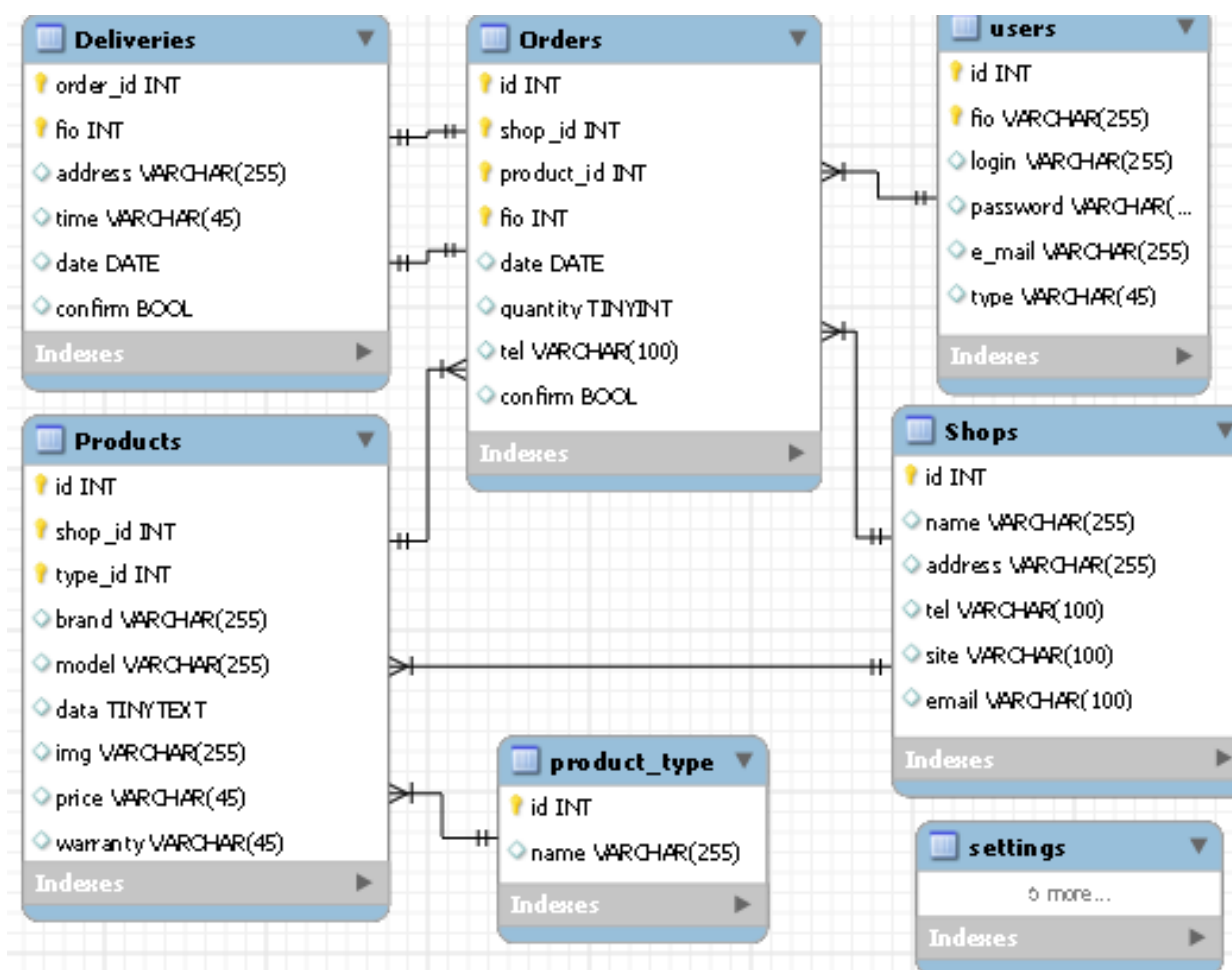 Deliveries
order_id INT
fio INT
address VARCHAR(255)
time VARCHAR(45)
date DATE
confirm BOOL
Indexes
Orders
id INT
shop_id INT
product_id INT
fio INT
date DATE
quantity TINYINT
tel VARCHAR(100)
confirm BOOL
Indexes
users
id INT
fio VARCHAR(255)
login VARCHAR(255)
password VARCHAR(...
e_mail VARCHAR(255)
type VARCHAR(45)
Indexes
Products
id INT
shop_id INT
type_id INT
brand VARCHAR(255)
model VARCHAR(255)
data TINYTEXT
img VARCHAR(255)
price VARCHAR(45)
warranty VARCHAR(45)
Indexes
Shops
id INT
name VARCHAR(255)
address VARCHAR(255)
tel VARCHAR(100)
site VARCHAR(100)
email VARCHAR(100)
Indexes
product_type
id INT
name VARCHAR(255)
Indexes
settings
more...
Indexes